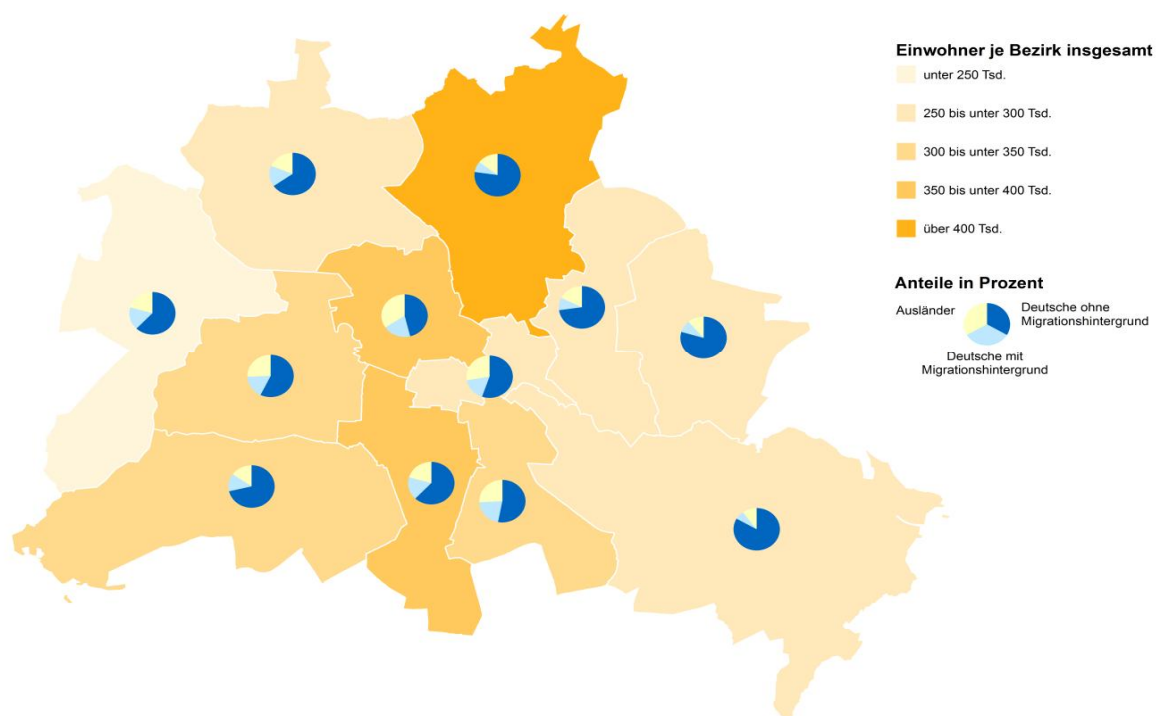 Einwohner je Bezirk insgesamt
unter 250 Tsd.
250 bis unter 300 Tsd.
300 bis unter 350 Tsd.
350 bis unter 400 Tsd.
über 400 Tsd.
Anteile in Prozent
Ausländer
Deutsche ohne
Migrationshintergrund
Deutsche mit
Migrationshintergrund